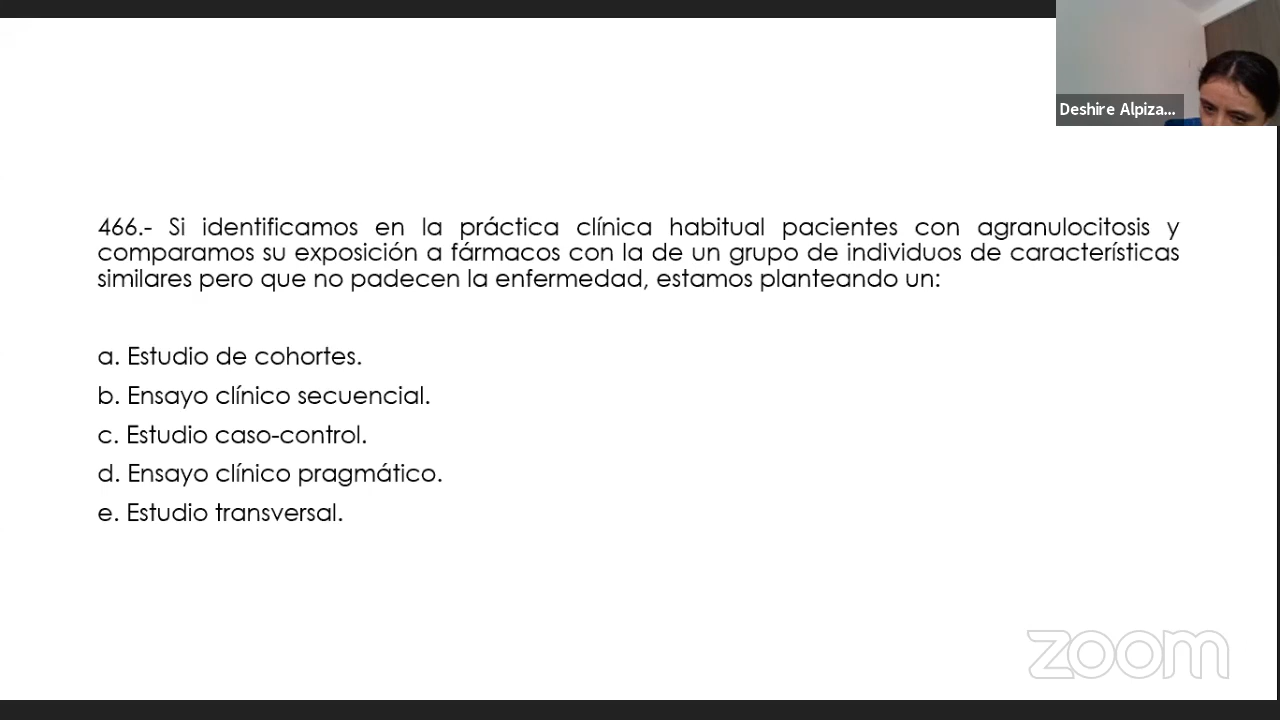 Deshire Alpiza...
466.- Si identificamos en la práctica clínica habitual pacientes con agranulocitosis y
comparamos su exposición a fármacos con la de un grupo de individuos de características
similares pero que no padecen la enfermedad, estamos planteando un:
a. Estudio de cohortes.
b. Ensayo clínico secuencial.
c. Estudio caso-control.
d. Ensayo clínico pragmático.
e. Estudio transversal.
zoom